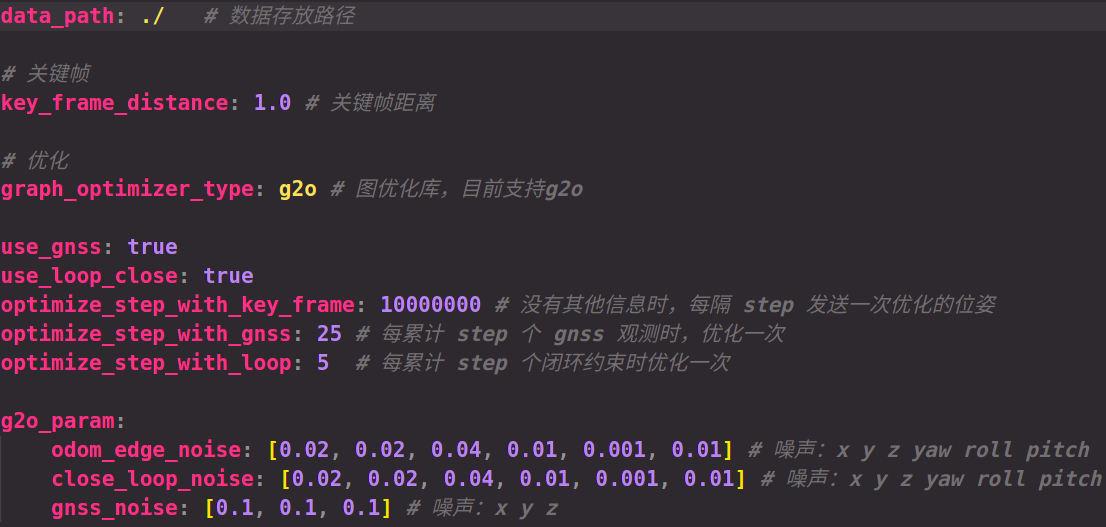 data_path: ./   # 数据存放路径
# 关键帧
key_frame_distance: 1.0 # 关键帧距离
# 优化
graph_optimizer_type: g2o # 图优化库，目前支持g2o
use_gnss: true
use_loop_close: true
optimize_step_with_key_frame: 10000000 # 没有其他信息时，每隔 step 发送一次优化的位姿
optimize_step_with_gnss: 25 # 每累计 step 个 gnss 观测时，优化一次
optimize_step_with_loop: 5  # 每累计 step 个闭环约束时优化一次
g2o_param:
    odom_edge_noise: [0.02, 0.02, 0.04, 0.01, 0.001, 0.01] # 噪声：x y z yaw roll pitch
    close_loop_noise: [0.02, 0.02, 0.04, 0.01, 0.001, 0.01] # 噪声：x y z yaw roll pitch
    gnss_noise: [0.1, 0.1, 0.1] # 噪声：x y z